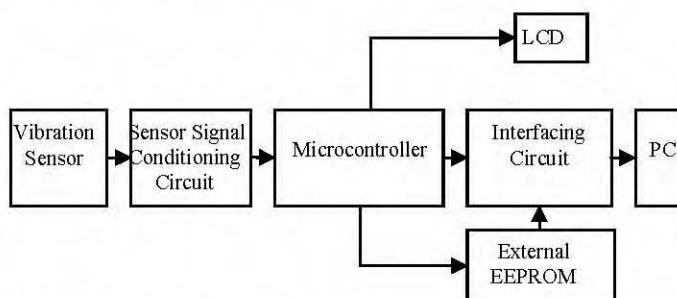 LCD
Vibration
Sensor
Sensor Signal
Conditioning
Circuit
Microcontroller
Interfacing
Circuit
PC
External
EEPROM